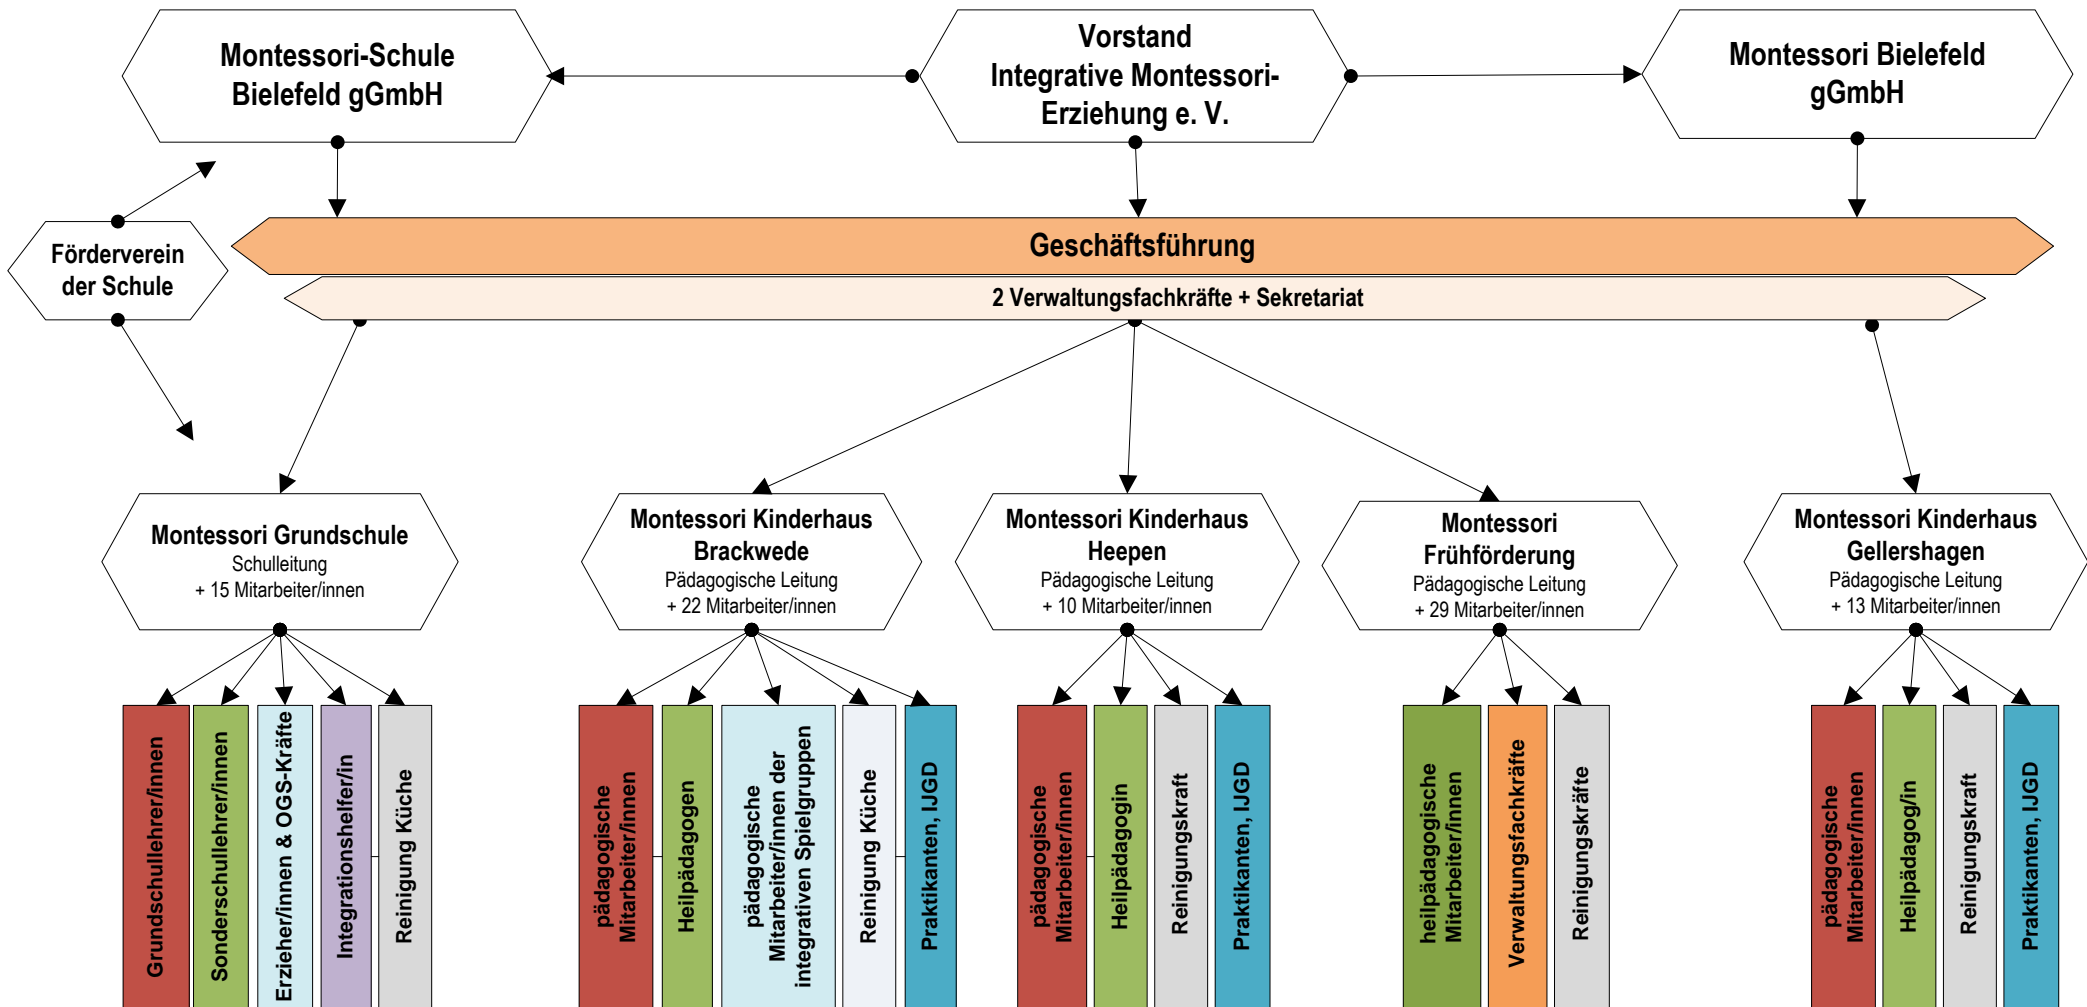 Montessori-Schule
Bielefeld gGmbH
Vorstand
Integrative Montessori-
Erziehung e. V.
Montessori Bielefeld
gGmbH
Förderverein
der Schule
Geschäftsführung
2 Verwaltungsfachkräfte + Sekretariat
Montessori Grundschule
Schulleitung
+ 15 Mitarbeiter/innen
Montessori Kinderhaus
Brackwede
Pädagogische Leitung
+ 22 Mitarbeiter/innen
Montessori Kinderhaus
Heepen
Pädagogische Leitung
+ 10 Mitarbeiter/innen
Montessori
Frühförderung
Pädagogische Leitung
+ 29 Mitarbeiter/innen
Montessori Kinderhaus
Gellershagen
Pädagogische Leitung
+ 13 Mitarbeiter/innen
Grundschullehrer/innen
Sonderschullehrer/innen
Erzieher/innen & OGS-Kräfte
Integrationshelfer/in
Reinigung Küche
pädagogische
Mitarbeiter/innen
Heilpädagogen
pädagogische
Mitarbeiter/innen der
integrativen Spielgruppen
Reinigung Küche
Praktikanten, IJGD
pädagogische
Mitarbeiter/innen
Heilpädagogin
Reinigungskraft
Praktikanten, IJGD
heilpädagogische
Mitarbeiter/innen
Verwaltungsfachkräfte
Reinigungskräfte
pädagogische
Mitarbeiter/innen
Heilpädagog/in
Reinigungskraft
Praktikanten, IJGD